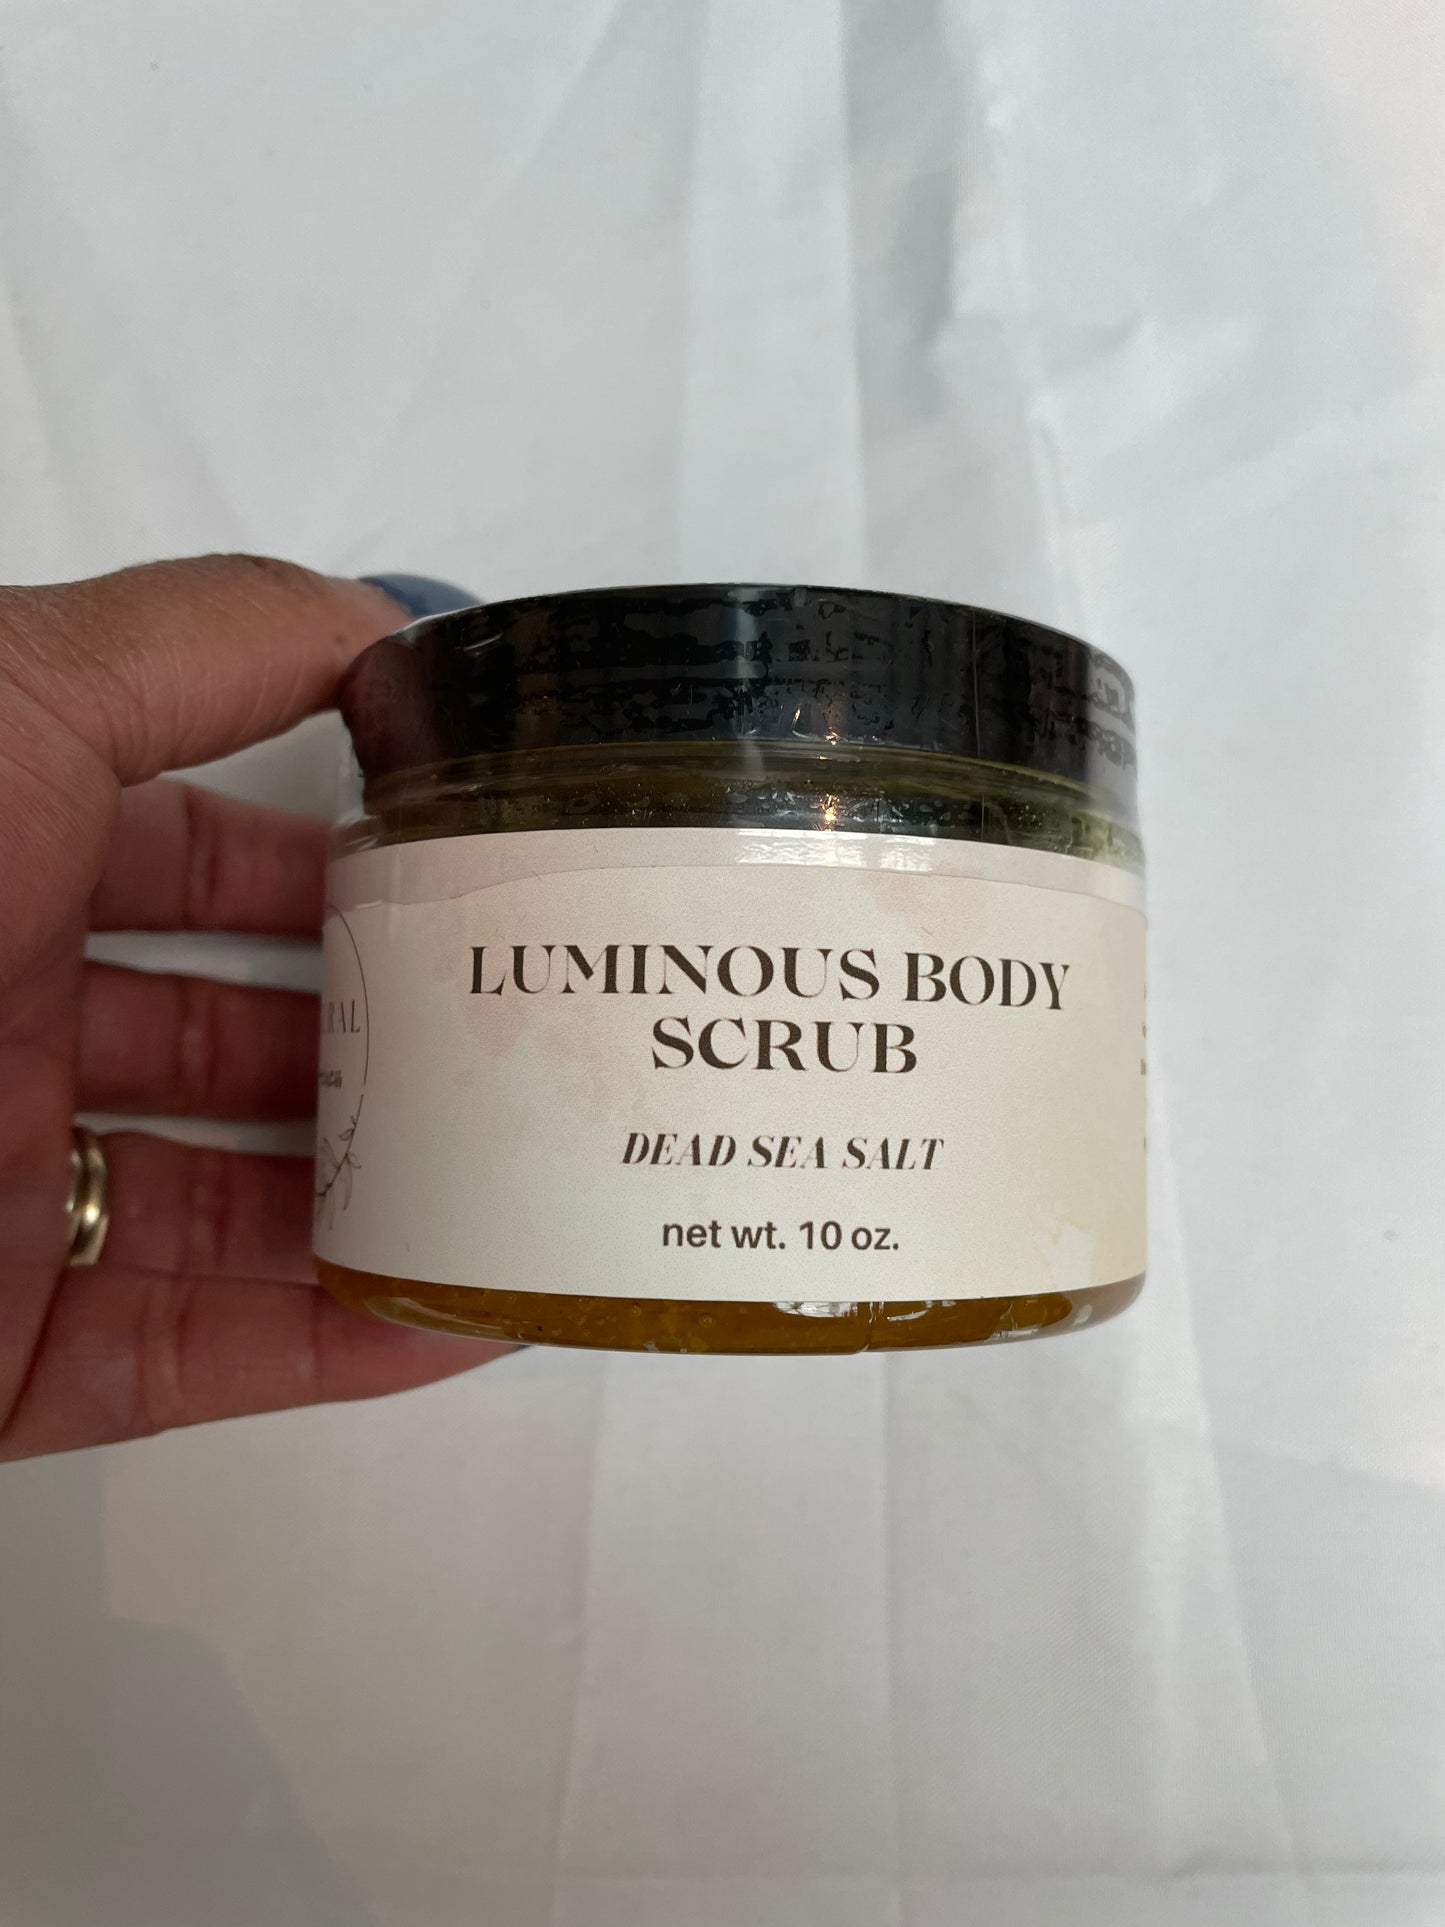 LUMINOUS BODY
SCRUB
DEAD SEA SALT
net wt. 10 oz.